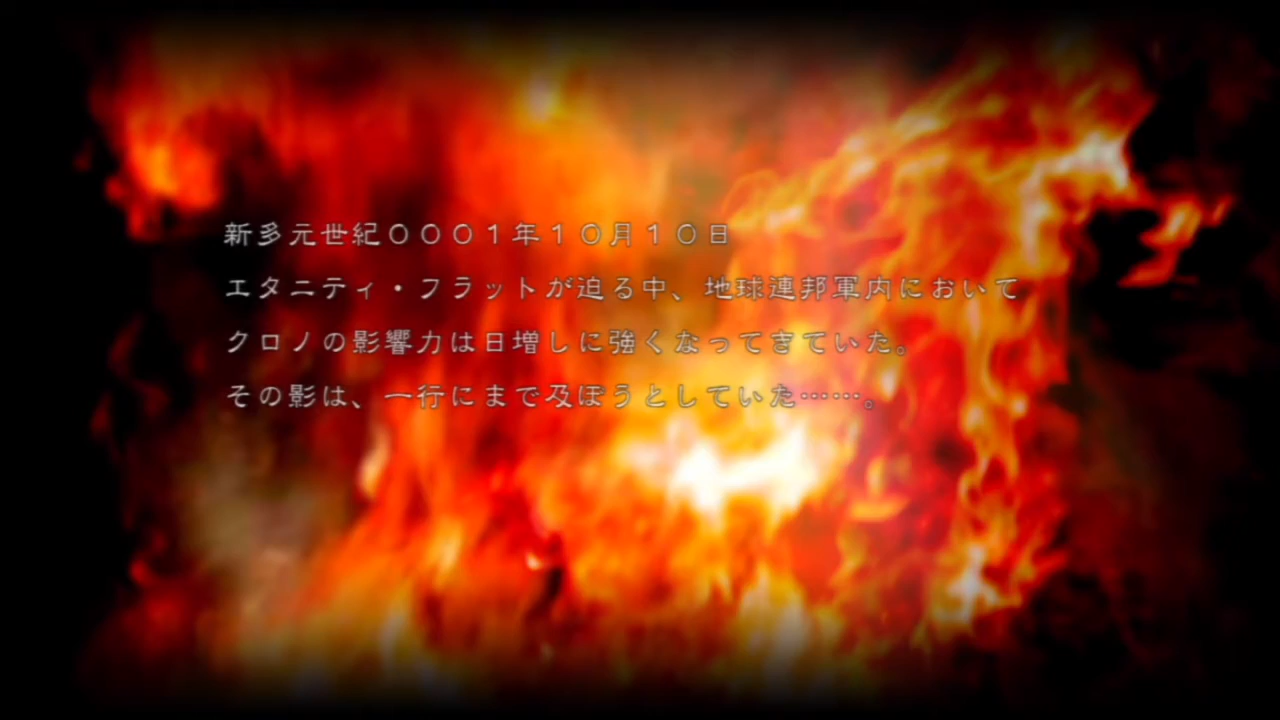 新多元世紀０００１年１０月１０日
エタニティ・フラットが迫る中、地球連邦軍内において
クロノの影響力は日増しに強くなってきていた。
その影は、一行にまで及ぼうとしていた……。